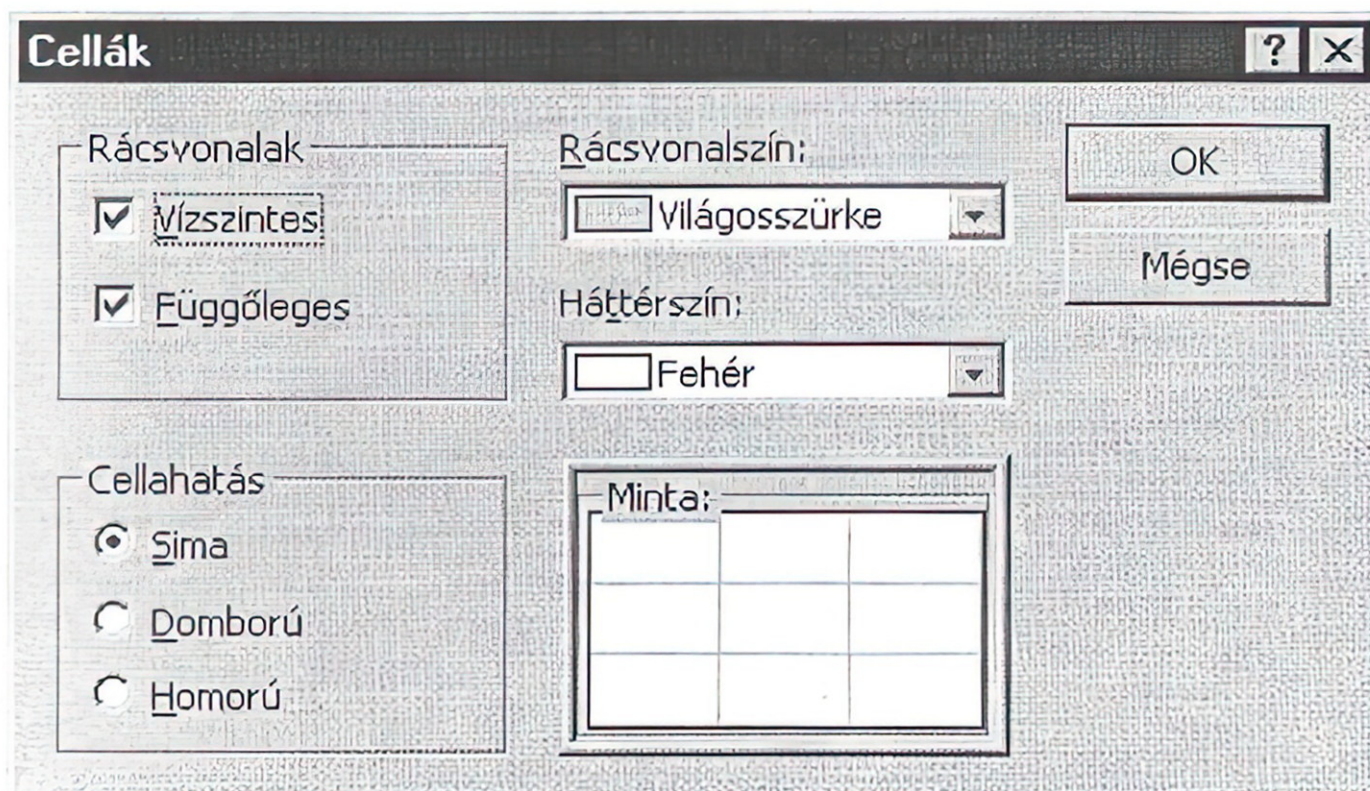 Cellák
Rácsvonalak
Vízszintes
Függőleges
Rácsvonalszín:
Világosszürke
Háttérszín:
Fehér
OK
Mégse
Cellahatás
Sima
Domború
Homorú
Minta: